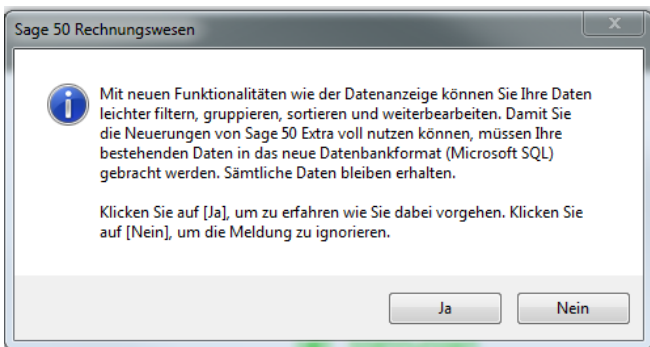 Sage 50 Rechnungswesen
Mit neuen Funktionalitäten wie der Datenanzeige können Sie Ihre Daten
leichter filtern, gruppieren, sortieren und weiterbearbeiten. Damit Sie
die Neuerungen von Sage 50 Extra voll nutzen können, müssen Ihre
bestehenden Daten in das neue Datenbankformat (Microsoft SQL)
gebracht werden. Sämtliche Daten bleiben erhalten.
Klicken Sie auf [Ja], um zu erfahren wie Sie dabei vorgehen. Klicken Sie
auf [Nein], um die Meldung zu ignorieren.
Ja Nein